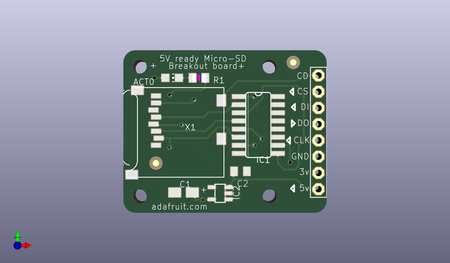 5V ready Micro-SD
Breakout board+
ACT0
R1
CD
CS
DI
DO
CLK
GND
3v
5v
X1
IC1
C1
+
C2
adafruit.com